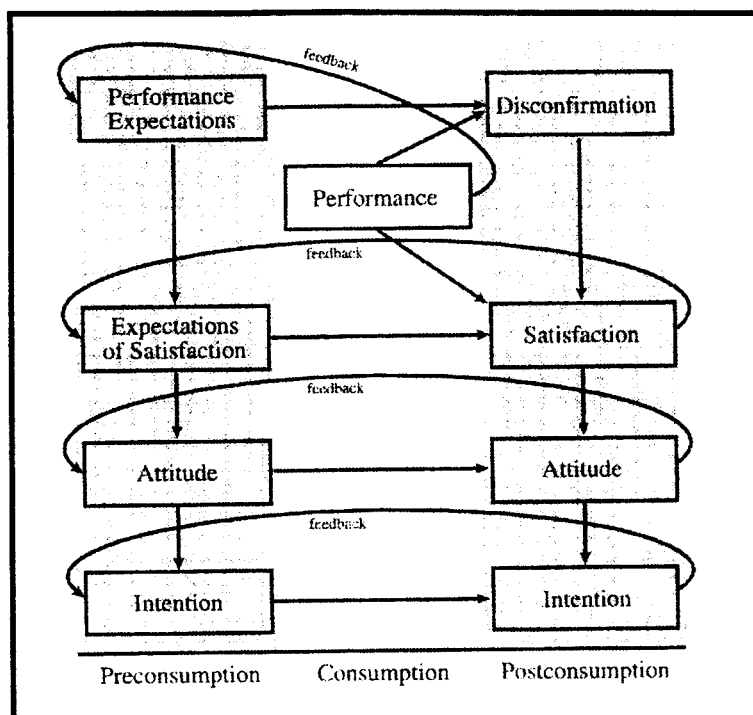 feedback
Performance
Expectations
Disconfirmation
Performance
feedback
Expectations
of Satisfaction
Satisfaction
feedback
Attitude
Attitude
feedback
Intention
Intention
Preconsumption
Consumption
Postconsumption